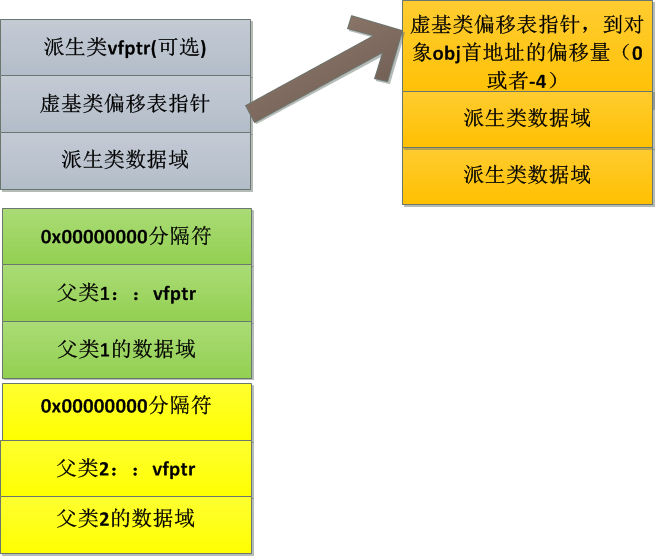 派生类vfptr(可选)
虚基类偏移表指针
派生类数据域
虚基类偏移表指针，到对
象obj首地址的偏移量（0
或者-4）
派生类数据域
派生类数据域
0x00000000分隔符
父类1：：vfptr
父类1的数据域
0x00000000分隔符
父类2：：vfptr
父类2的数据域